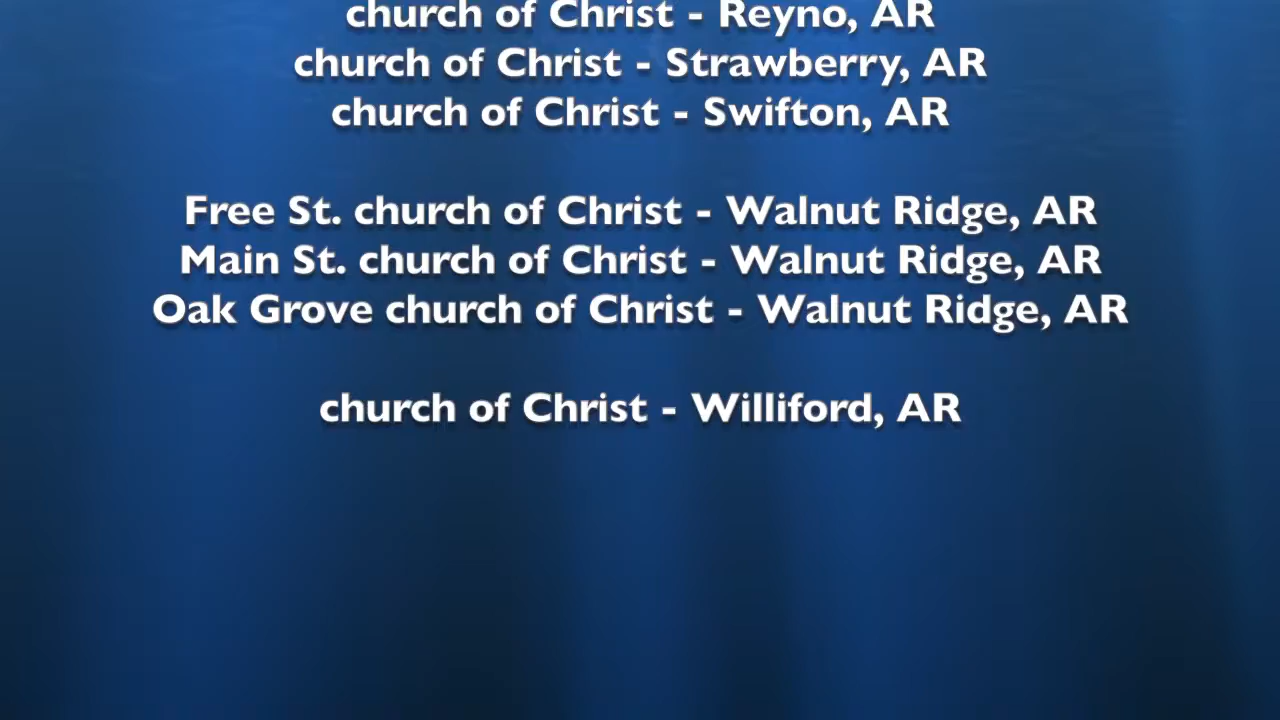 church of Christ - Reyno, AR
church of Christ - Strawberry, AR
church of Christ - Swifton, AR
Free St. church of Christ - Walnut Ridge, AR
Main St. church of Christ - Walnut Ridge, AR
Oak Grove church of Christ - Walnut Ridge, AR
church of Christ - Williford, AR